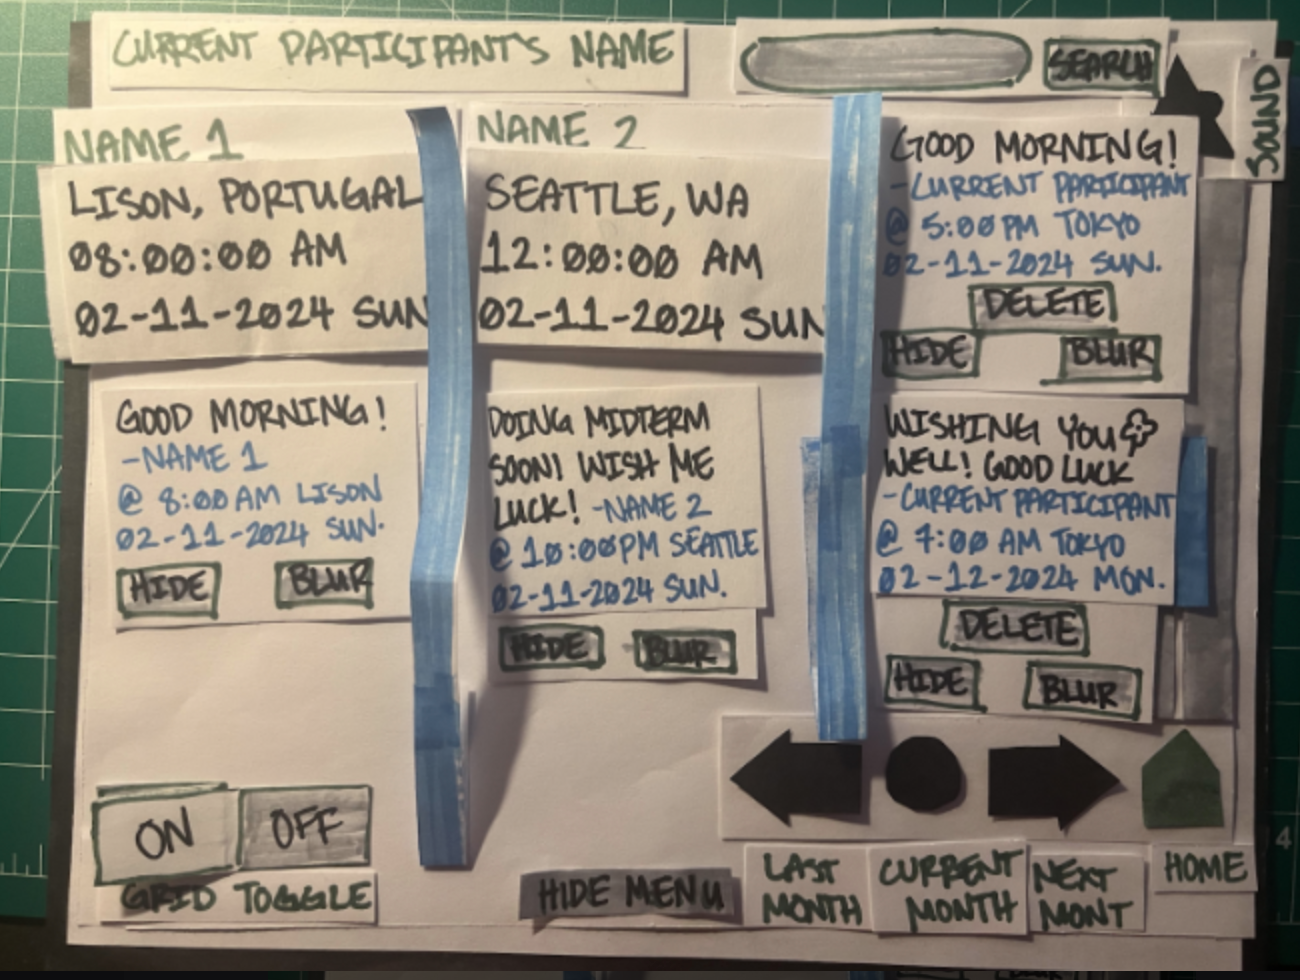 CURRENT PARTICIPANT'S NAME
SEARCH
SOUND
NAME 1
LISON, PORTUGAL
08:00:00 AM
02-11-2024 SUN
GOOD MORNING!
-NAME 1
@ 8:00 AM LISON
02-11-2024 SUN.
HIDE
BLUR
ON
OFF
GRID TOGGLE
NAME 2
SEATTLE, WA
12:00:00 AM
02-11-2024 SUN
DOING MIDTERM
SOON! WISH ME
LUCK! -NAME 2
@ 10:00PM SEATTLE
02-11-2024 SUN.
HIDE
BLUR
GOOD MORNING!
-CURRENT PARTICIPANT
@ 5:00 PM TOKYO
02-11-2024 SUN.
DELETE
HIDE
BLUR
WISHING YOU
WELL! GOOD LUCK
-CURRENT PARTICIPANT
@ 7:00 AM TOKYO
02-12-2024 MON.
DELETE
HIDE
BLUR
HIDE MENU
LAST
MONTH
CURRENT
MONTH
NEXT
MONT
HOME
4